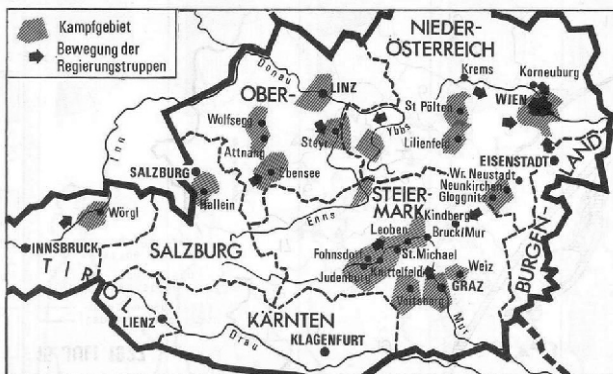 Kampfgebiet
Bewegung der
Regierungstruppen
NIEDER-
ÖSTERREICH
Donau
Krems
Korneuburg
LINZ
WIEN
OBER-
St Pölten
Wolfsegg
Steyr
Ybbs
Lilienfeld
Attnang
EISENSTADT
SALZBURG
Ebensee
Wr. Neustadt
Neunkirchen
Gloggnitz
Inn
Hallein
Enns
STEIER-
MARK
Kindberg
Wörgl
Leoben
Bruck/Mur
INNSBRUCK
SALZBURG
Fohnsdorf
St.Michael
Knittelfeld
Weiz
Judenburg
GRAZ
Voitsberg
BURGEN-
LAND
TIROL
LIENZ
KÄRNTEN
Drau
Mur
KLAGENFURT